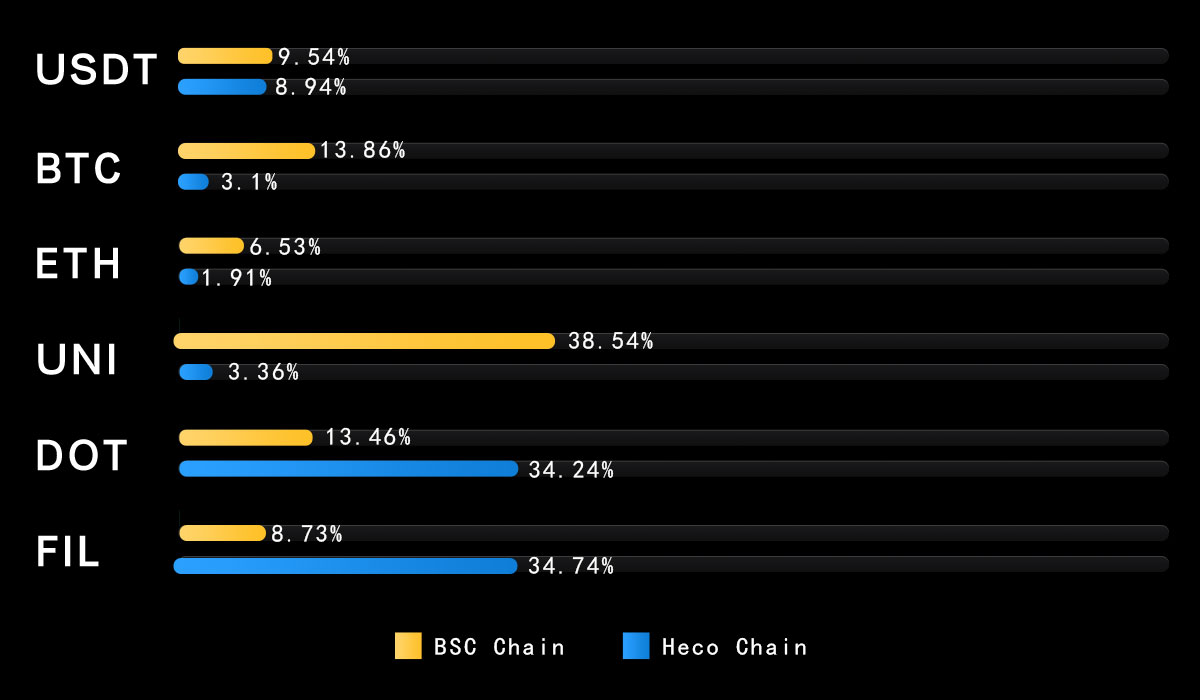 USDT
9.54%
8.94%
BTC
13.86%
3.1%
ETH
6.53%
1.91%
UNI
38.54%
3.36%
DOT
13.46%
34.24%
FIL
8.73%
34.74%
BSC Chain Heco Chain